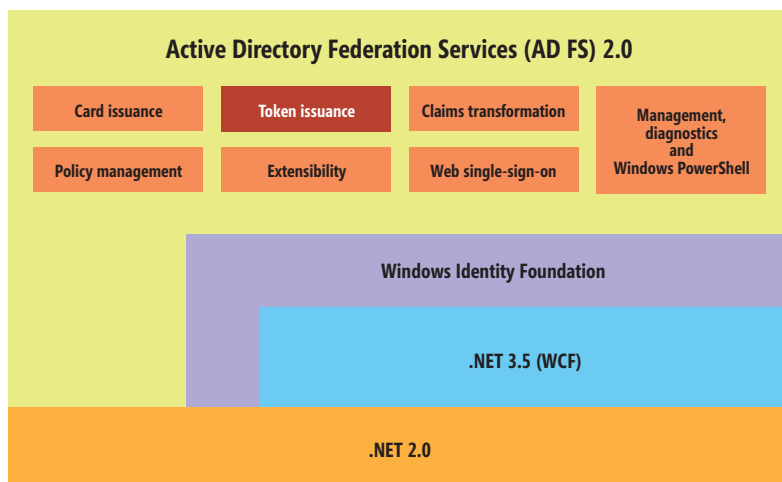 Active Directory Federation Services (AD FS) 2.0
Card issuance
Token issuance
Claims transformation
Management,
diagnostics
and
Windows PowerShell
Policy management
Extensibility
Web single-sign-on
Windows Identity Foundation
.NET 3.5 (WCF)
.NET 2.0